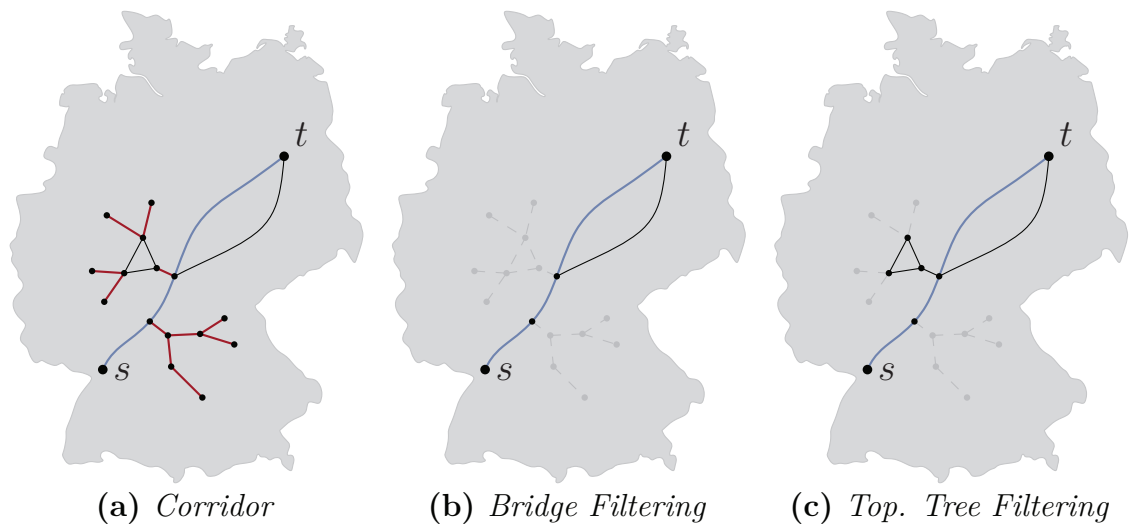 t t t
s s s
(a) Corridor (b) Bridge Filtering (c) Top. Tree Filtering